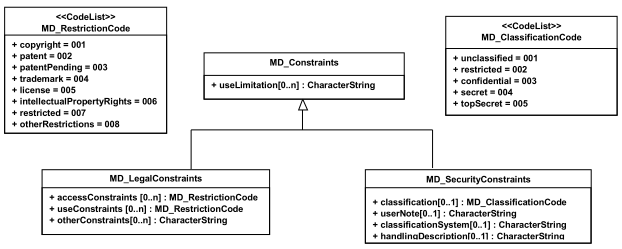 <<CodeList>>
MD_RestrictionCode
+ copyright = 001
+ patent = 002
+ patentPending = 003
+ trademark = 004
+ license = 005
+ intellectualPropertyRights = 006
+ restricted = 007
+ otherRestrictions = 008
MD_Constraints
+ useLimitation[0..n] : CharacterString
<<CodeList>>
MD_ClassificationCode
+ unclassified = 001
+ restricted = 002
+ confidential = 003
+ secret = 004
+ topSecret = 005
MD_LegalConstraints
+ accessConstraints [0..n] : MD_RestrictionCode
+ useConstraints [0..n] : MD_RestrictionCode
+ otherConstraints[0..n] : CharacterString
MD_SecurityConstraints
+ classification[0..1] : MD_ClassificationCode
+ userNote[0..1] : CharacterString
+ classificationSystem[0..1] : CharacterString
+ handlingDescription[0..1] : CharacterString